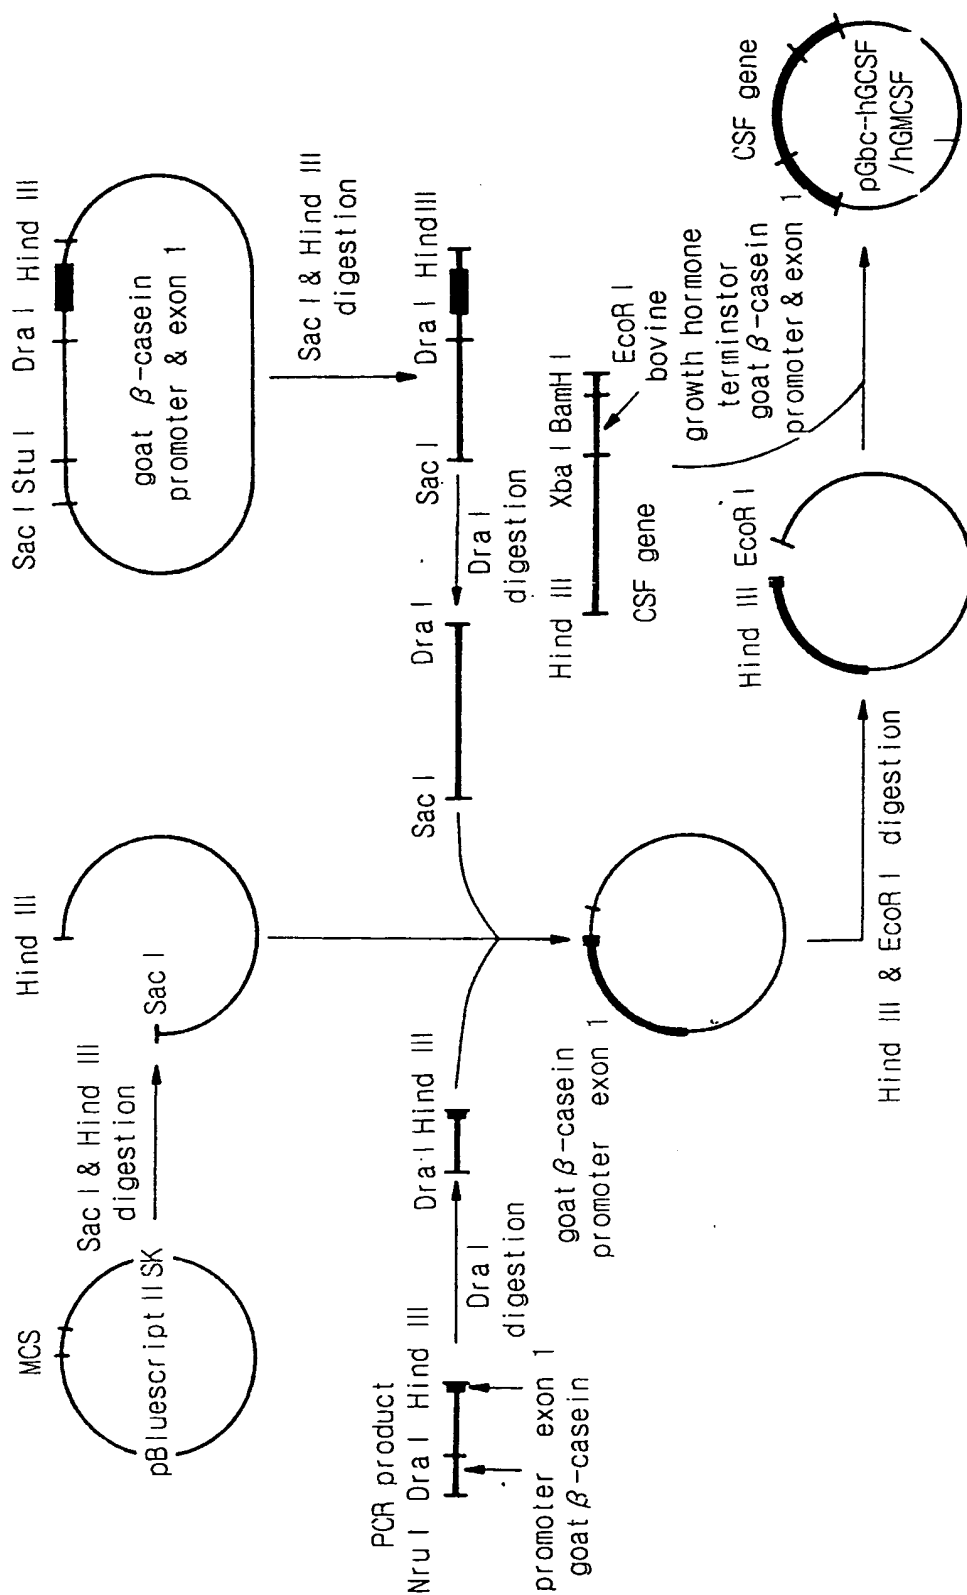 MCS
pBluescript IISK
Sac I & Hind III
digestion
Hind III
Sac I
Sac I Stu I Dra I Hind III
goat β-casein
promoter & exon 1
Sac I & Hind III
digestion
PCR product
Nru I Dra I Hind III
promoter exon 1
goat β-casein
Dra I
digestion
Dra I Hind III
Sac I Dra I
Dra I
digestion
Sac I Dra I Hind III
goat β-casein
promoter exon 1
Hind III Xba I BamH I
EcoR I
CSF gene
bovine
growth hormone
terminstor
goat β-casein
promoter & exon 1
Hind III & EcoR I digestion
Hind III EcoR I
CSF gene
pGbc--hGCSF
/hGMCSF